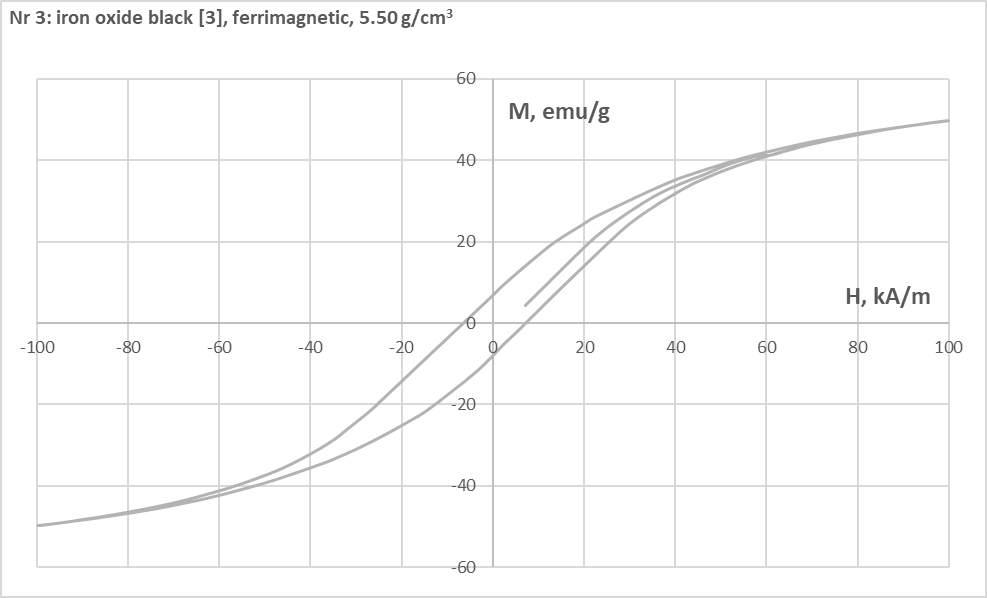 Nr 3: iron oxide black [3], ferrimagnetic, 5.50 g/cm³
60
M, emu/g
40
20
H, kA/m
0
-100 -80 -60 -40 -20 0 20 40 60 80 100
-20
-40
-60